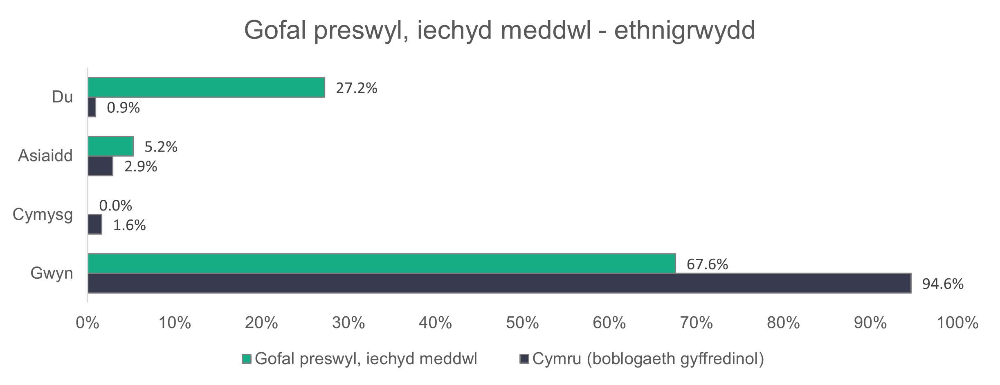 Gofal preswyl, iechyd meddwl - ethnigrwydd
Du
27.2%
0.9%
Asiaidd
5.2%
2.9%
Cymysg
0.0%
1.6%
Gwyn
67.6%
94.6%
0% 10% 20% 30% 40% 50% 60% 70% 80% 90% 100%
Gofal preswyl, iechyd meddwl Cymru (boblogaeth gyffredinol)